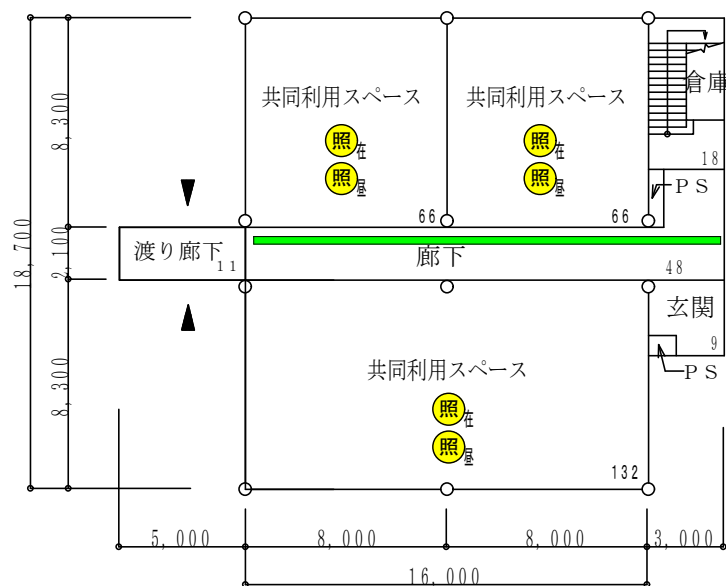 倉庫
共同利用スペース
共同利用スペース
照在
照在
照昼
照昼
18
ＰＳ
66
66
8,300
2,100
8,300
18,700
渡り廊下
11
廊下
48
玄関
9
ＰＳ
共同利用スペース
照在
照昼
132
5,000
8,000
8,000
3,000
16,000